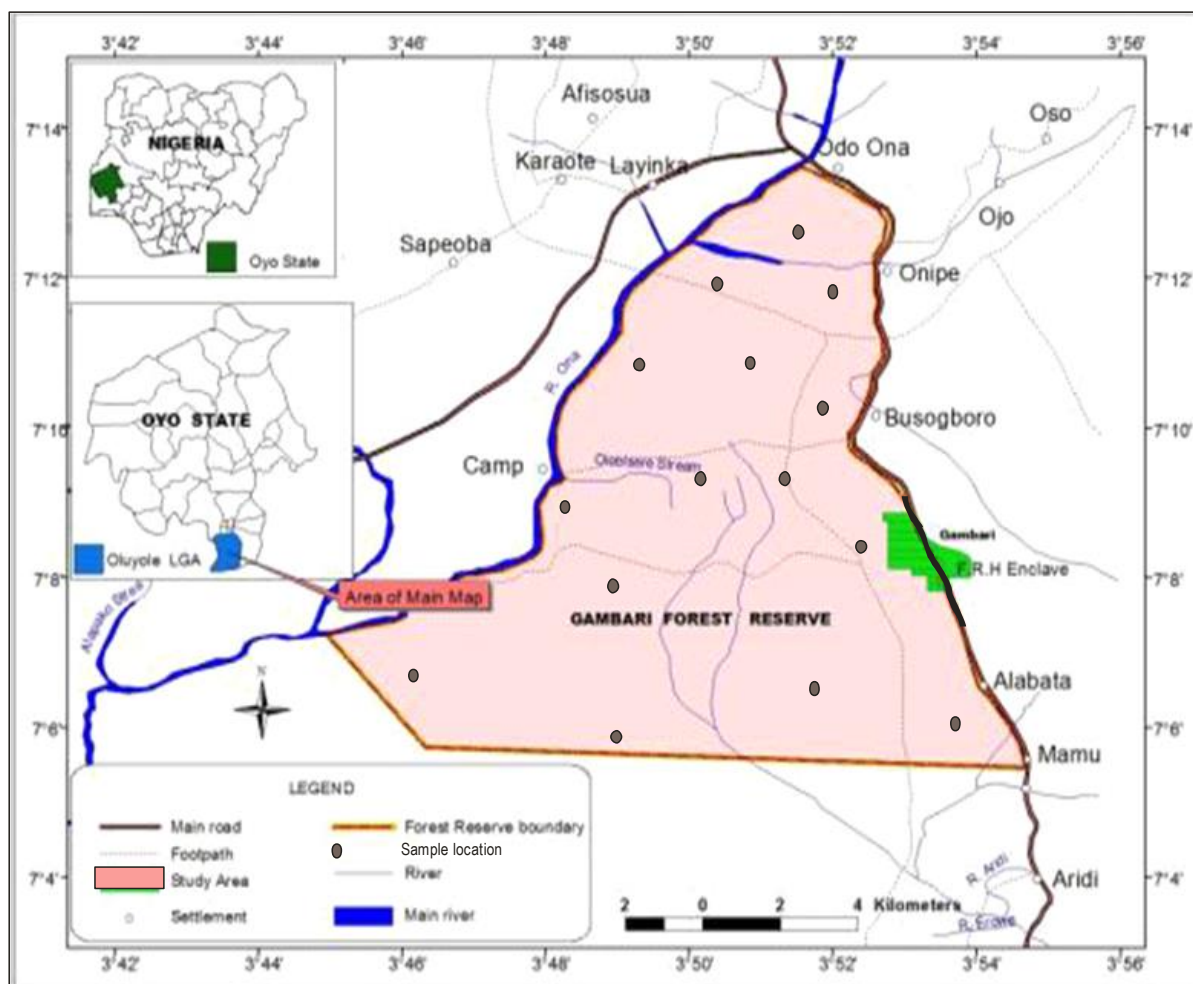 3°42' 3°44' 3°46' 3°48' 3°50' 3°52' 3°54' 3°56'
NIGERIA
Oyo State
Afisosua
Oso
7°14' 7°14'
Karaote Layinka Odo Ona
Ojo
Sapeoba
Onipe
7°12' 7°12'
OYO STATE
R. Ona
Busogboro
7°10' 7°10'
Camp
Stream
Gambari
F.R.H Enclave
Oluyole LGA
7°8' 7°8'
Area of Main Map
GAMBARI FOREST RESERVE
N
Alabata
7°6' 7°6'
Mamu
LEGEND
Main road
Forest Reserve boundary
Footpath
Sample location
Study Area
River
Settlement
Main river
2 0 2 4 Kilometers
R. Aridi
Aridi
7°4' 7°4'
3°42' 3°44' 3°46' 3°48' 3°50' 3°52' 3°54' 3°56'